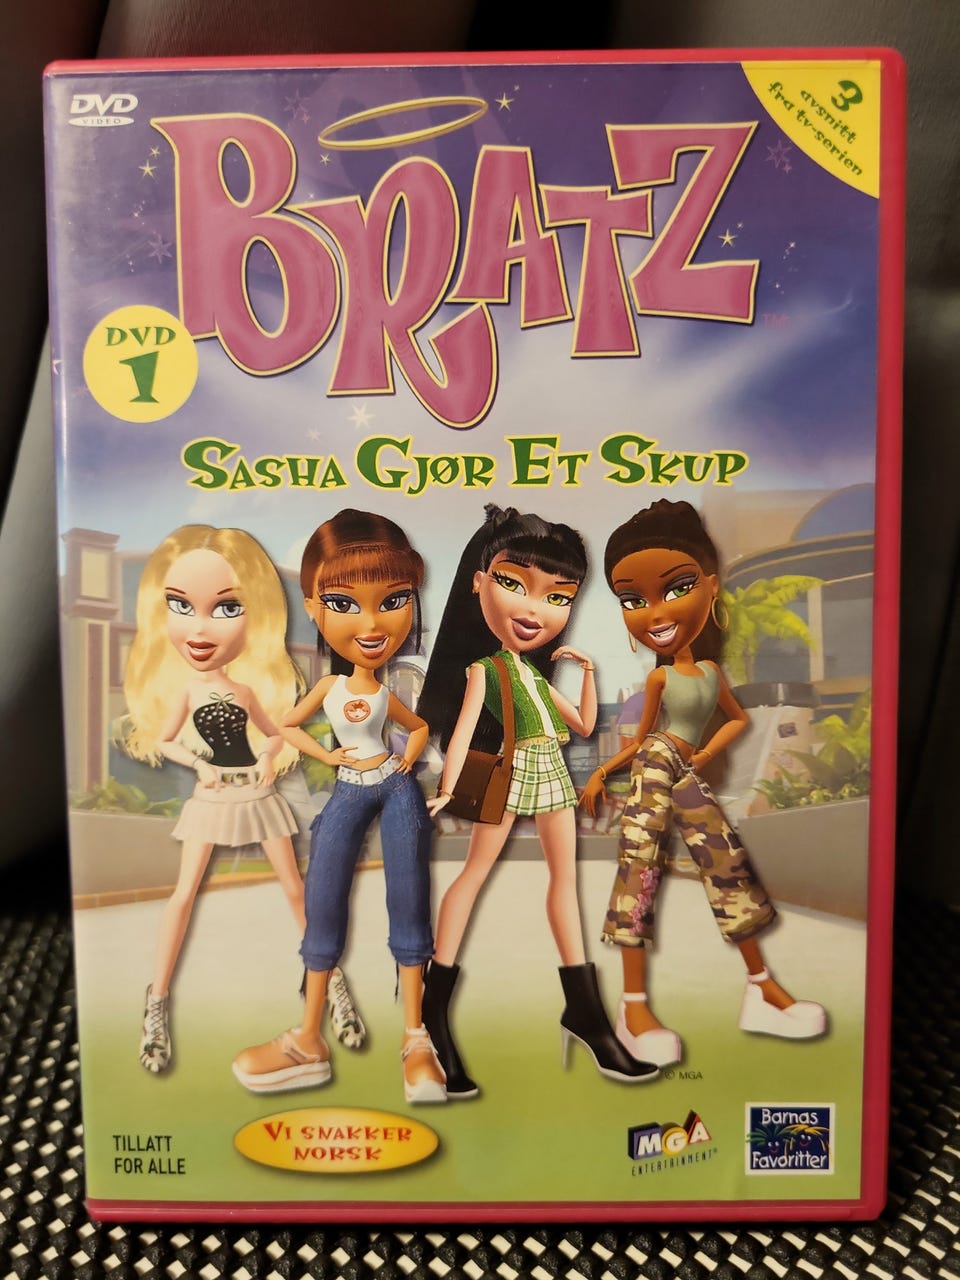 DVD
VIDEO
3
avsnitt
fra tv-serien
BRATZ
TM
DVD
1
SASHA GJØR ET SKUP
© MGA
VI SNAKKER
NORSK
TILLATT
FOR ALLE
MGA
ENTERTAINMENT®
Barnas
Favoritter